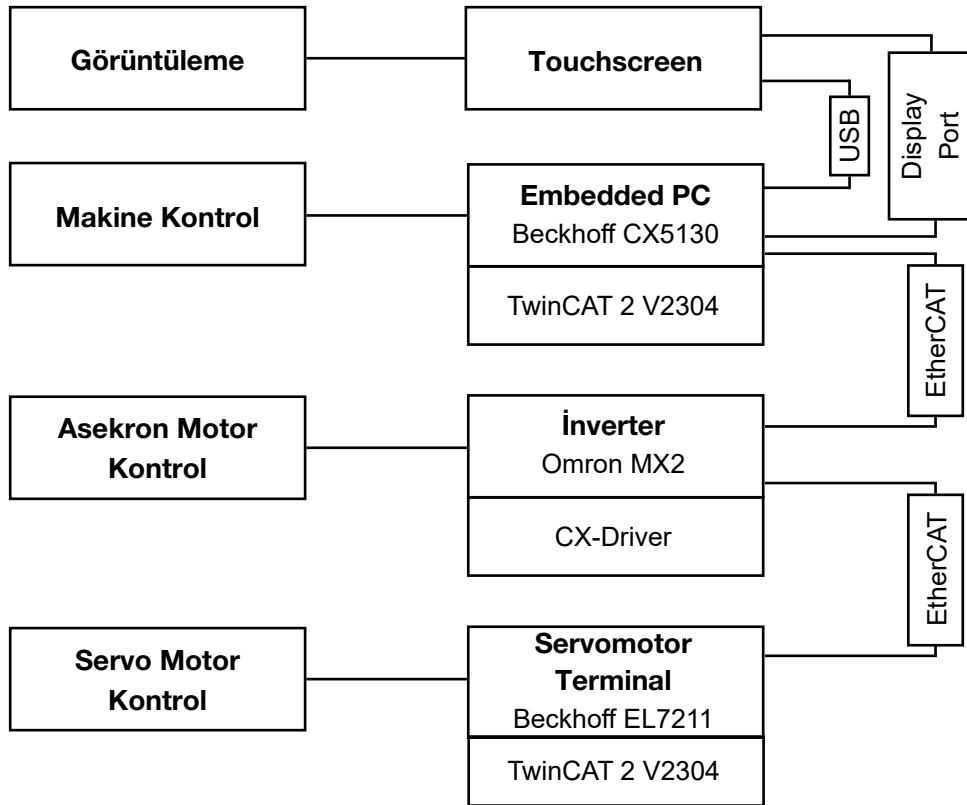 Görüntüleme
Touchscreen
USB
Display
Port
Makine Kontrol
Embedded PC
Beckhoff CX5130
TwinCAT 2 V2304
EtherCAT
Asekron Motor
Kontrol
İnverter
Omron MX2
CX-Driver
EtherCAT
Servo Motor
Kontrol
Servomotor
Terminal
Beckhoff EL7211
TwinCAT 2 V2304